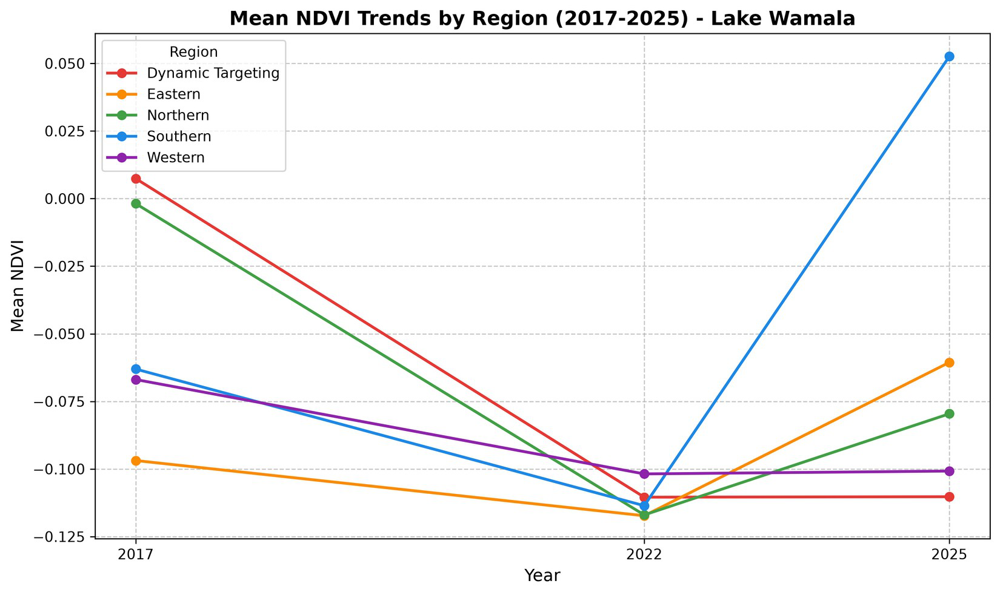 Mean NDVI Trends by Region (2017-2025) - Lake Wamala
Region
Dynamic Targeting
Eastern
Northern
Southern
Western
0.050
0.025
0.000
−0.025
−0.050
−0.075
−0.100
−0.125
Mean NDVI
2017
2022
2025
Year